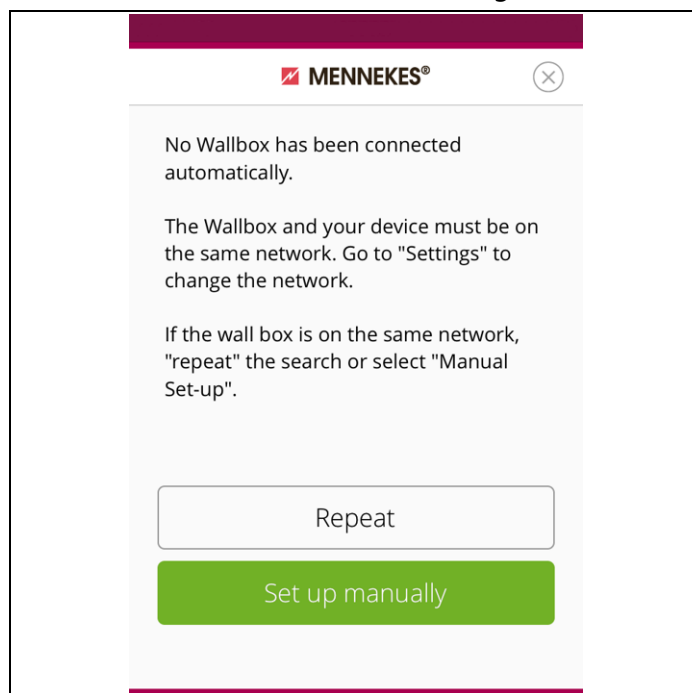 MENNEKES®
No Wallbox has been connected
automatically.
The Wallbox and your device must be on
the same network. Go to "Settings" to
change the network.
If the wall box is on the same network,
"repeat" the search or select "Manual
Set-up".
Repeat
Set up manually